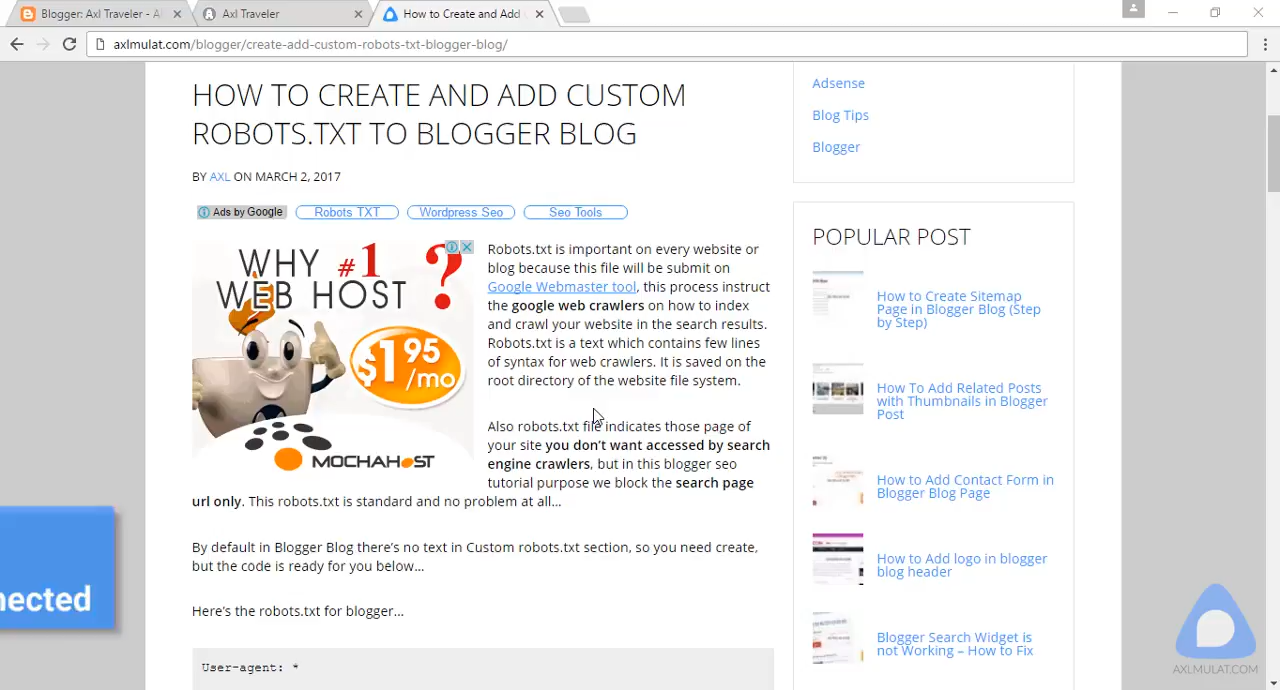 Blogger: Axl Traveler - Al
Axl Traveler
How to Create and Add
axlmulat.com/blogger/create-add-custom-robots-txt-blogger-blog/
HOW TO CREATE AND ADD CUSTOM
ROBOTS.TXT TO BLOGGER BLOG
BY AXL ON MARCH 2, 2017
Ads by Google
Robots TXT
Wordpress Seo
Seo Tools
WHY #1 ?
WEB HOST
$1.95
/mo
MOCHAHOST
Robots.txt is important on every website or
blog because this file will be submit on
Google Webmaster tool, this process instruct
the google web crawlers on how to index
and crawl your website in the search results.
Robots.txt is a text which contains few lines
of syntax for web crawlers. It is saved on the
root directory of the website file system.
Also robots.txt file indicates those page of
your site you don't want accessed by search
engine crawlers, but in this blogger seo
tutorial purpose we block the search page
url only. This robots.txt is standard and no problem at all...
By default in Blogger Blog there's no text in Custom robots.txt section, so you need create,
but the code is ready for you below...
Here's the robots.txt for blogger...
User-agent: *
Adsense
Blog Tips
Blogger
POPULAR POST
How to Create Sitemap
Page in Blogger Blog (Step
by Step)
How To Add Related Posts
with Thumbnails in Blogger
Post
How to Add Contact Form in
Blogger Blog Page
How to Add logo in blogger
blog header
Blogger Search Widget is
not Working – How to Fix
nected
AXLMULAT.COM